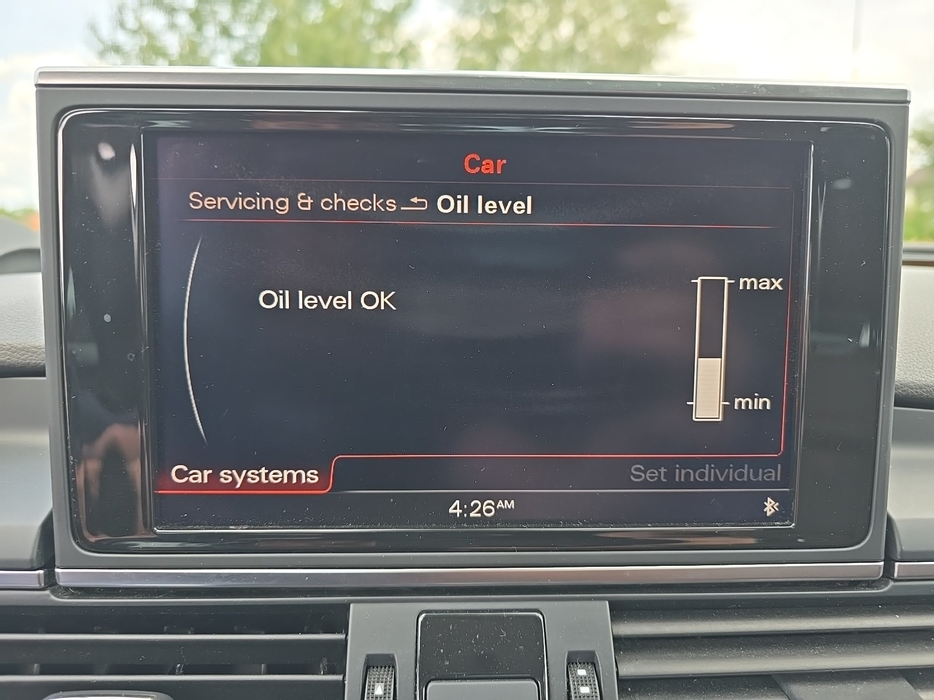 Car
Servicing & checks Oil level
Oil level OK
max
min
Car systems
Set individual
4:26AM